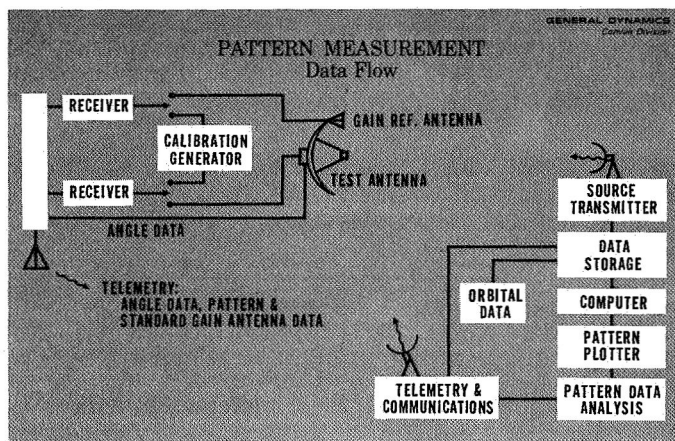 GENERAL DYNAMICS
Convair Division
PATTERN MEASUREMENT
Data Flow
RECEIVER
GAIN REF. ANTENNA
CALIBRATION
GENERATOR
TEST ANTENNA
RECEIVER
ANGLE DATA
TELEMETRY:
ANGLE DATA, PATTERN &
STANDARD GAIN ANTENNA DATA
SOURCE
TRANSMITTER
DATA
STORAGE
ORBITAL
DATA
COMPUTER
PATTERN
PLOTTER
TELEMETRY &
COMMUNICATIONS
PATTERN DATA
ANALYSIS